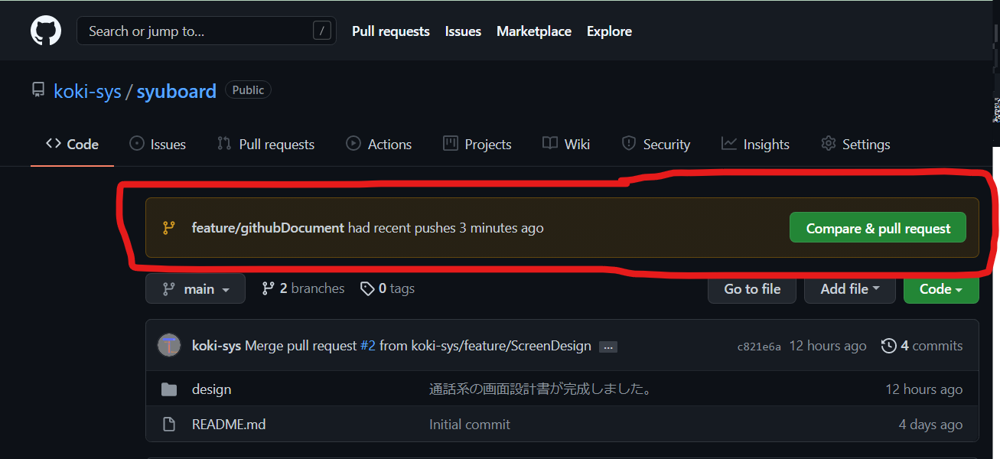 Search or jump to... / Pull requests Issues Marketplace Explore
koki-sys / syuboard Public
Code Issues Pull requests Actions Projects Wiki Security Insights Settings
feature/githubDocument had recent pushes 3 minutes ago Compare & pull request
main 2 branches 0 tags Go to file Add file Code
koki-sys Merge pull request #2 from koki-sys/feature/ScreenDesign ... c821e6a 12 hours ago 4 commits
design 通話系の画面設計書が完成しました。 12 hours ago
README.md Initial commit 4 days ago